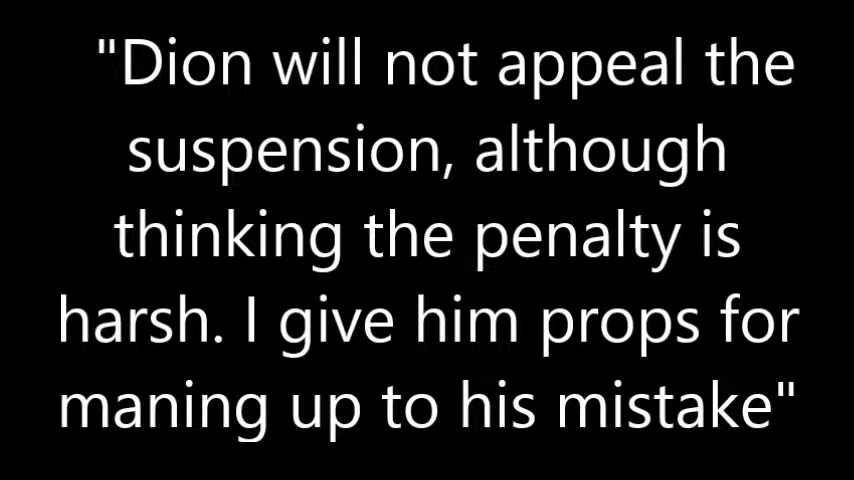 "Dion will not appeal the
suspension, although
thinking the penalty is
harsh. I give him props for
maning up to his mistake"